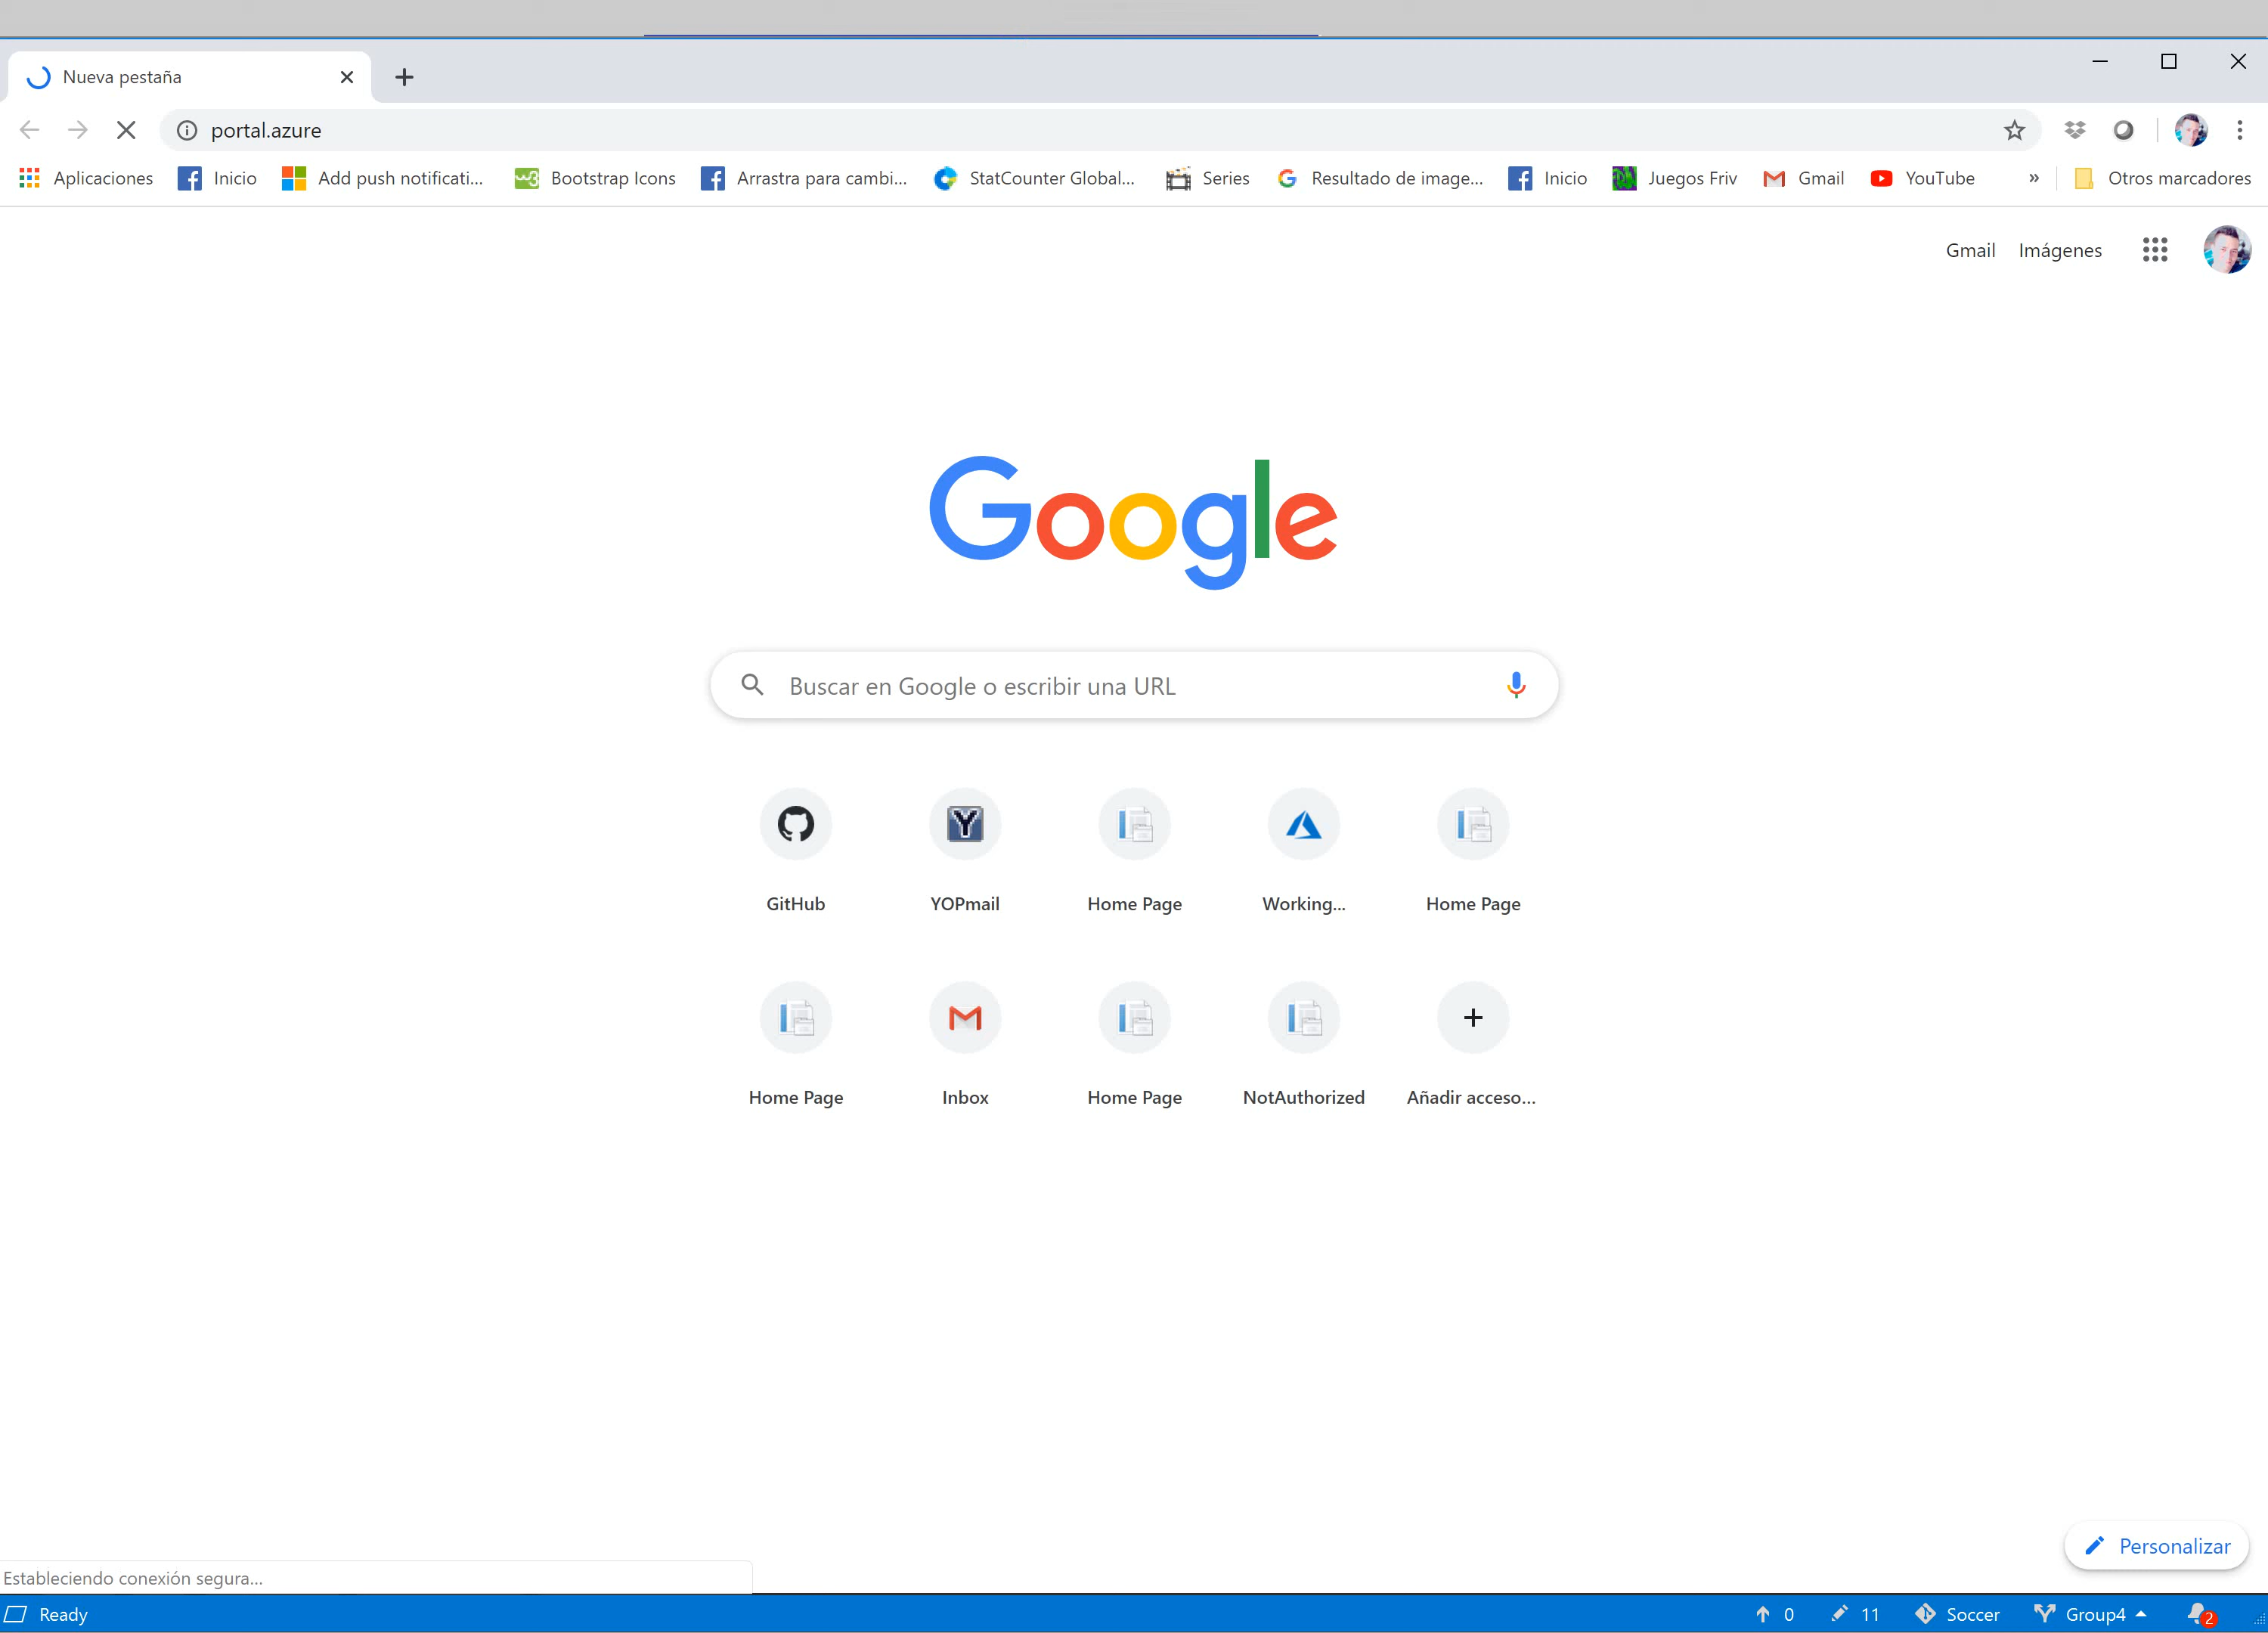 Nueva pestaña
portal.azure
Aplicaciones Inicio Add push notificati... Bootstrap Icons Arrastra para cambi... StatCounter Global... Series Resultado de image... Inicio Juegos Friv Gmail YouTube » Otros marcadores
Gmail Imágenes
Google
Buscar en Google o escribir una URL
GitHub YOPmail Home Page Working... Home Page
Home Page Inbox Home Page NotAuthorized Añadir acceso...
Personalizar
Estableciendo conexión segura...
Ready 0 11 Soccer Group4 2